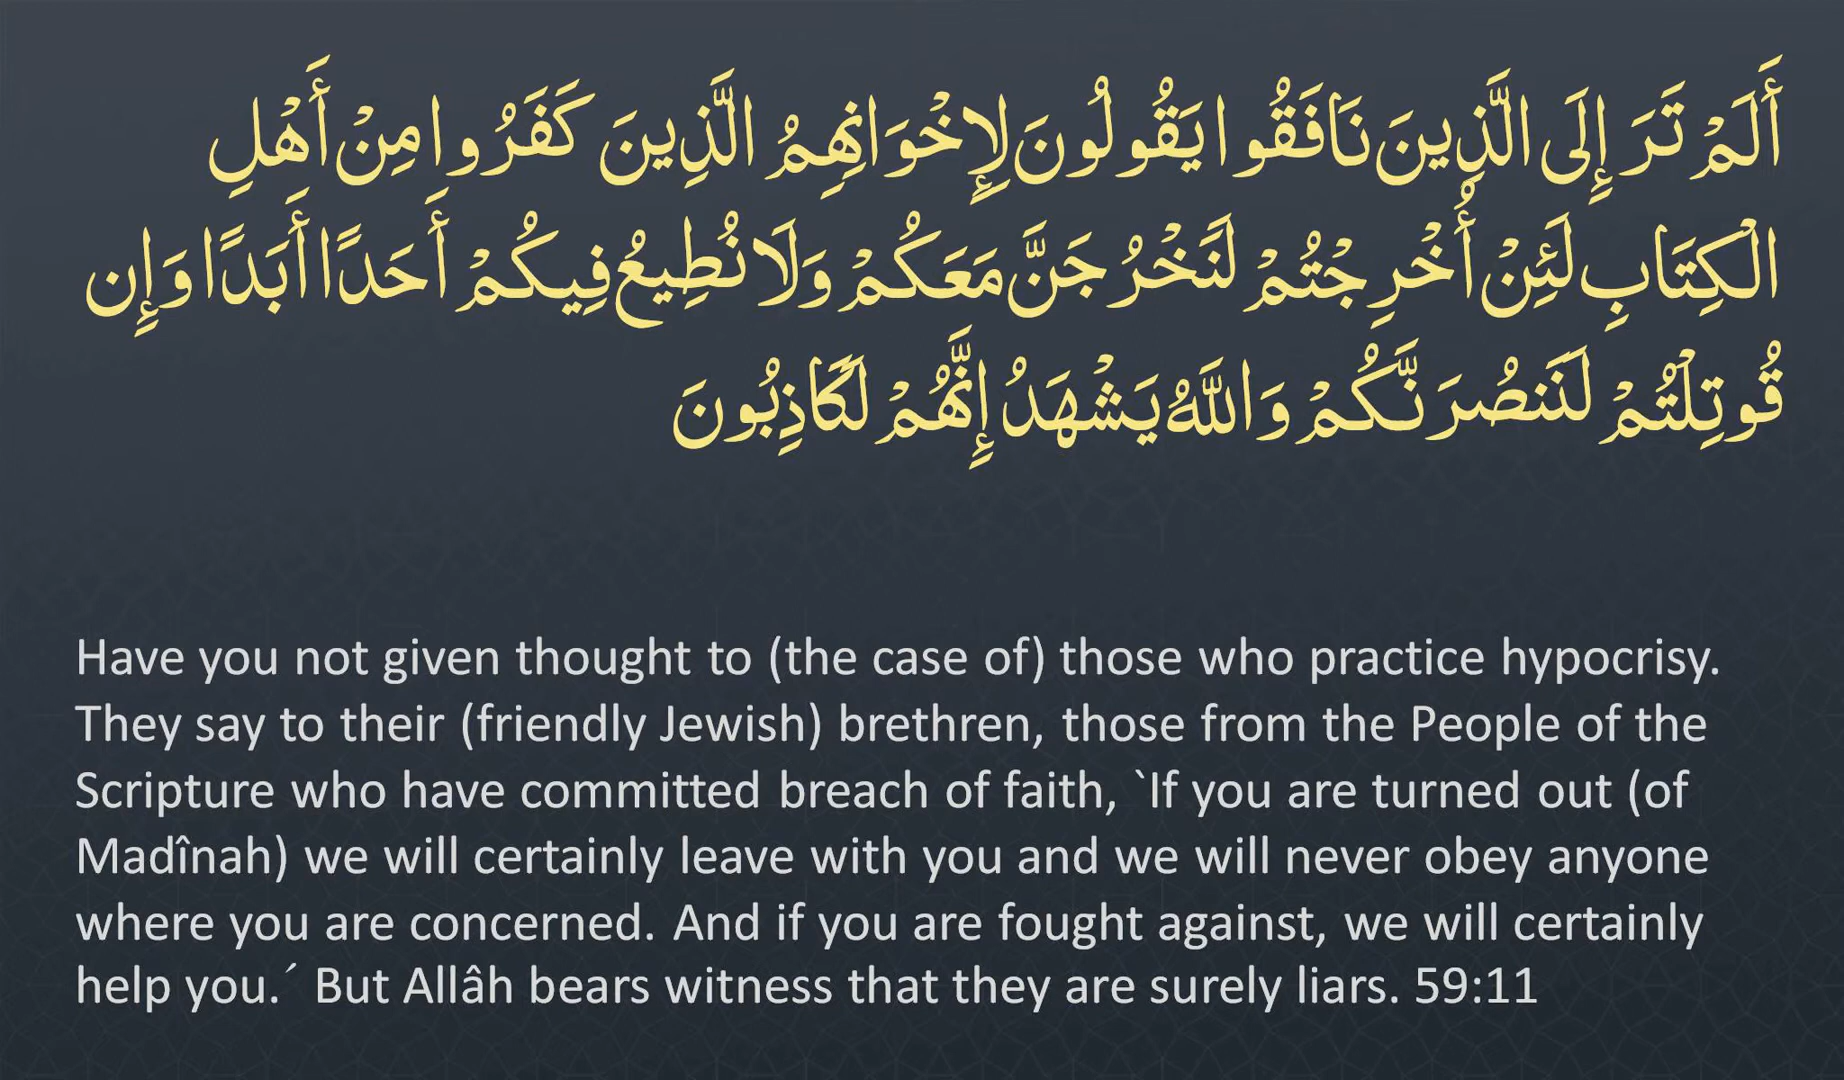 أَلَمْ تَرَ إِلَى الَّذِينَ نَافَقُوا يَقُولُونَ لِإِخْوَانِهِمُ الَّذِينَ كَفَرُوا مِنْ أَهْلِ
الْكِتَابِ لَئِنْ أُخْرِجْتُمْ لَنَخْرُجَنَّ مَعَكُمْ وَلَا نُطِيعُ فِيكُمْ أَحَدًا أَبَدًا وَإِن
قُوتِلْتُمْ لَنَنصُرَنَّكُمْ وَاللَّهُ يَشْهَدُ إِنَّهُمْ لَكَاذِبُونَ
Have you not given thought to (the case of) those who practice hypocrisy.
They say to their (friendly Jewish) brethren, those from the People of the
Scripture who have committed breach of faith, `If you are turned out (of
Madînah) we will certainly leave with you and we will never obey anyone
where you are concerned. And if you are fought against, we will certainly
help you.´ But Allâh bears witness that they are surely liars. 59:11